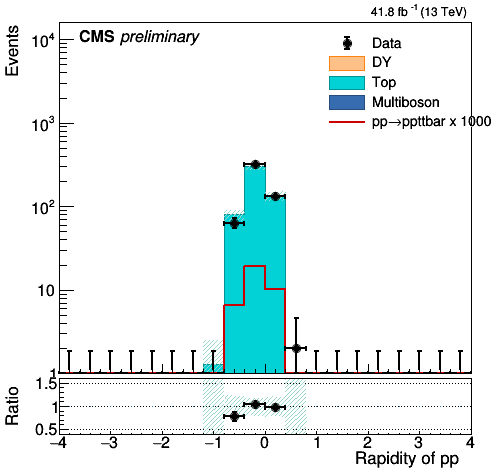 41.8 fb⁻¹ (13 TeV)
CMS preliminary
Events
10⁴
10³
10²
10
1
Data
DY
Top
Multiboson
pp→ppttbar x 1000
Ratio
1.5
1
0.5
−4 −3 −2 −1 0 1 2 3 4
Rapidity of pp